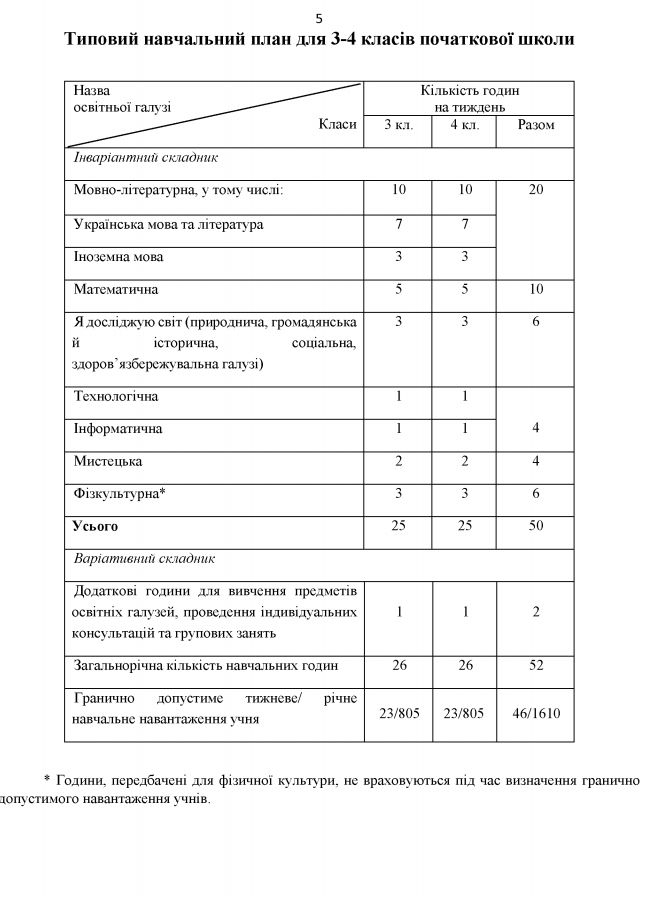 5
Типовий навчальний план для 3-4 класів початкової школи
Назва
освітньої галузі
Класи
Кількість годин
на тиждень
3 кл. 4 кл. Разом
Інваріантний складник
Мовно-літературна, у тому числі: 10 10 20
Українська мова та література 7 7
Іноземна мова 3 3
Математична 5 5 10
Я досліджую світ (природнича, громадянська 3 3 6
й історична, соціальна,
здоров’язбережувальна галузі)
Технологічна 1 1
Інформатична 1 1 4
Мистецька 2 2 4
Фізкультурна* 3 3 6
Усього 25 25 50
Варіативний складник
Додаткові години для вивчення предметів
освітніх галузей, проведення індивідуальних 1 1 2
консультацій та групових занять
Загальнорічна кількість навчальних годин 26 26 52
Гранично допустиме тижневе/ річне
навчальне навантаження учня 23/805 23/805 46/1610
* Години, передбачені для фізичної культури, не враховуються під час визначення гранично
допустимого навантаження учнів.